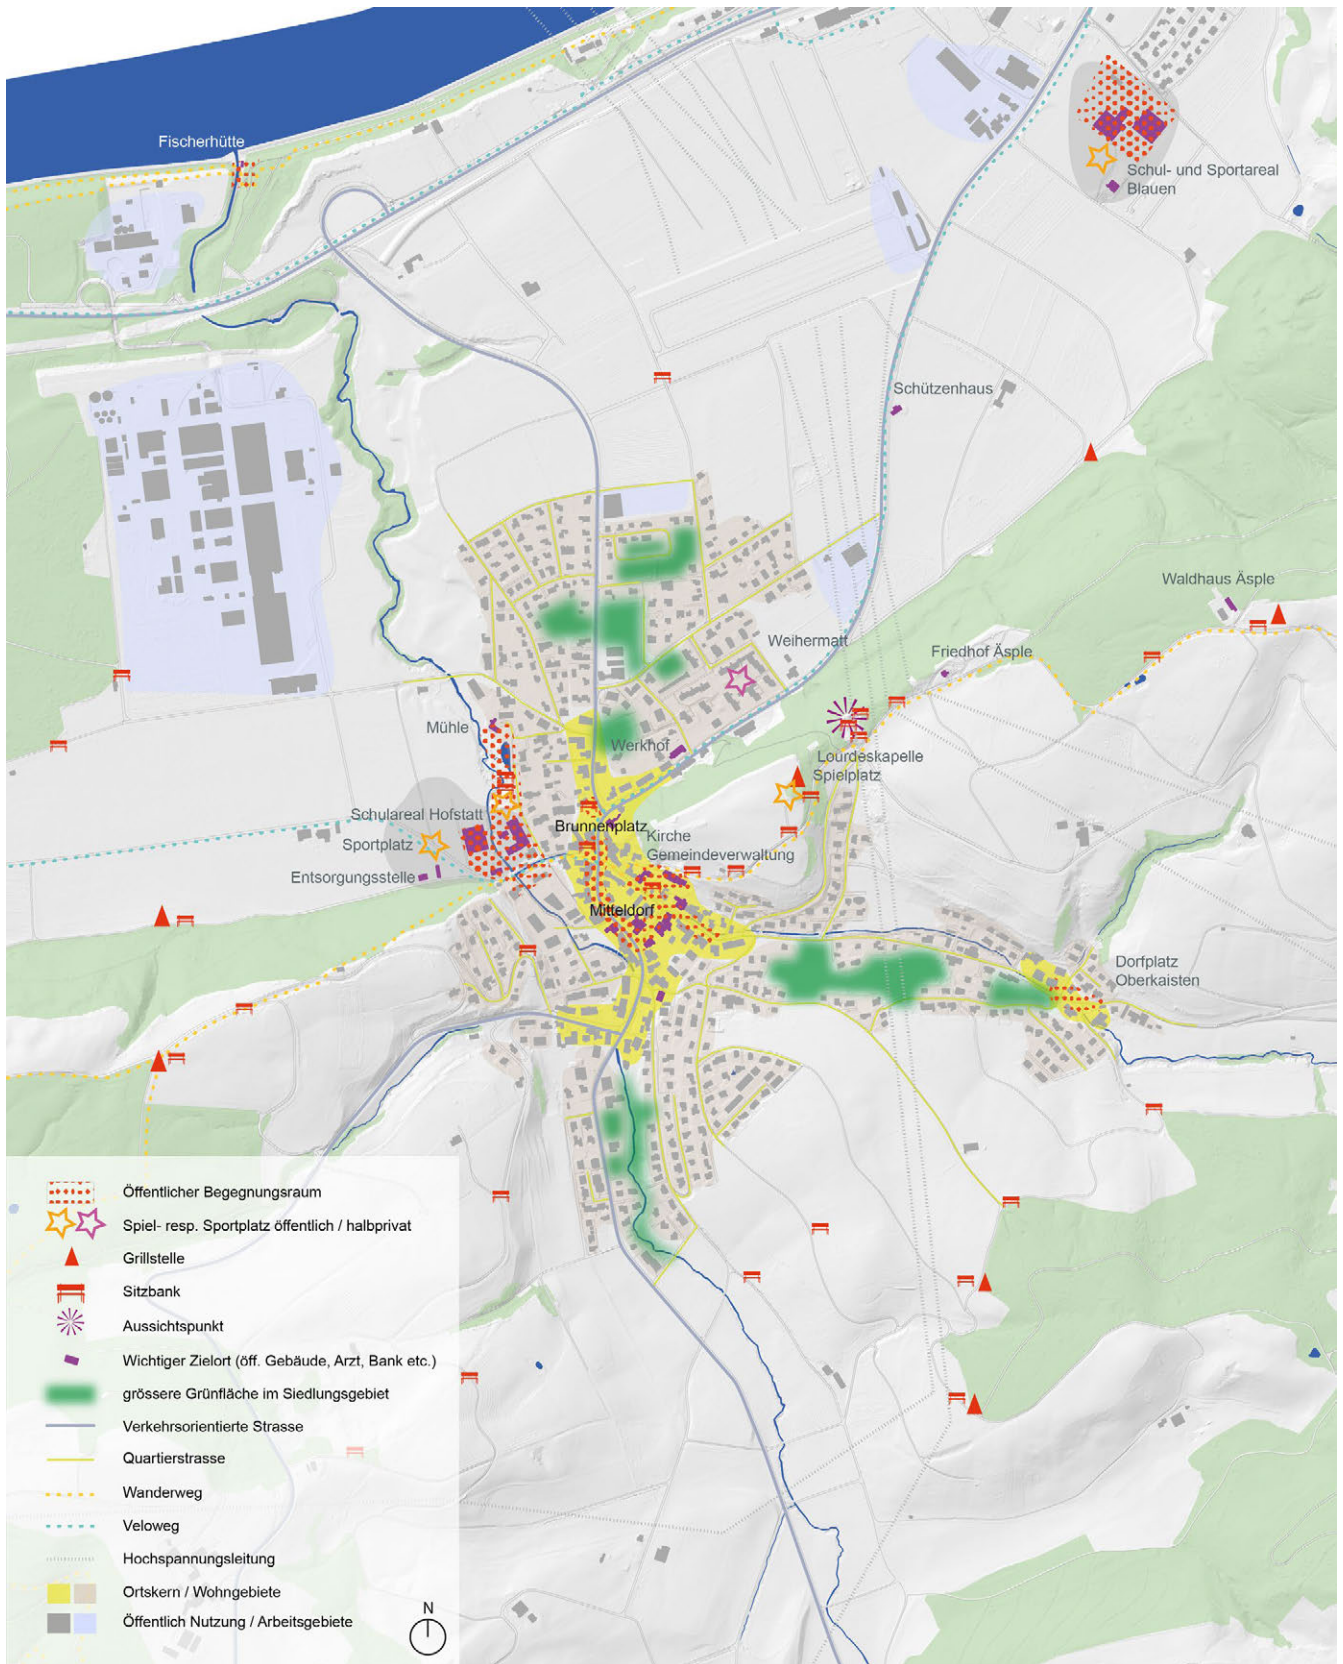 Fischerhütte
Schul- und Sportareal
Blauen
Schützenhaus
Waldhaus Äsple
Weihermatt
Friedhof Äsple
Mühle
Werkhof
Lourdeskapelle
Spielplatz
Schulareal Hofstatt
Sportplatz
Brunnenplatz
Kirche
Gemeindeverwaltung
Entsorgungsstelle
Mitteldorf
Dorfplatz
Oberkaisten
Öffentlicher Begegnungsraum
Spiel- resp. Sportplatz öffentlich / halbprivat
Grillstelle
Sitzbank
Aussichtspunkt
Wichtiger Zielort (öff. Gebäude, Arzt, Bank etc.)
grössere Grünfläche im Siedlungsgebiet
Verkehrsorientierte Strasse
Quartierstrasse
Wanderweg
Veloweg
Hochspannungsleitung
Ortskern / Wohngebiete
Öffentlich Nutzung / Arbeitsgebiete
N